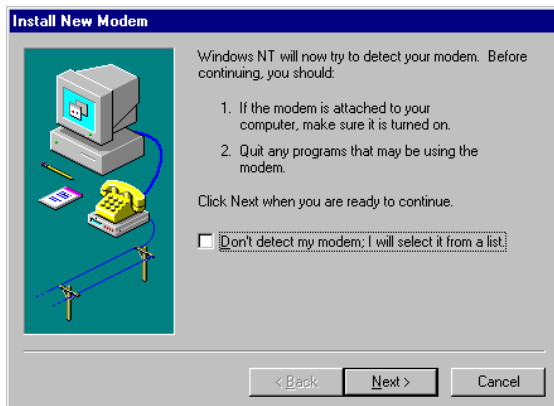 Install New Modem
Windows NT will now try to detect your modem.  Before
continuing, you should:
1.  If the modem is attached to your
computer, make sure it is turned on.
2.  Quit any programs that may be using the
modem.
Click Next when you are ready to continue.
Don't detect my modem; I will select it from a list.
< Back
Next >
Cancel